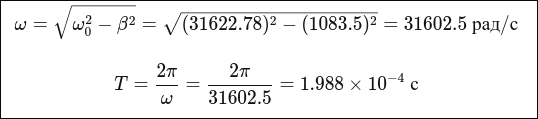 ω = √(ω₀² − β²) = √((31622.78)² − (1083.5)²) = 31602.5 рад/с
T = 2π/ω = 2π/31602.5 = 1.988 × 10⁻⁴ с